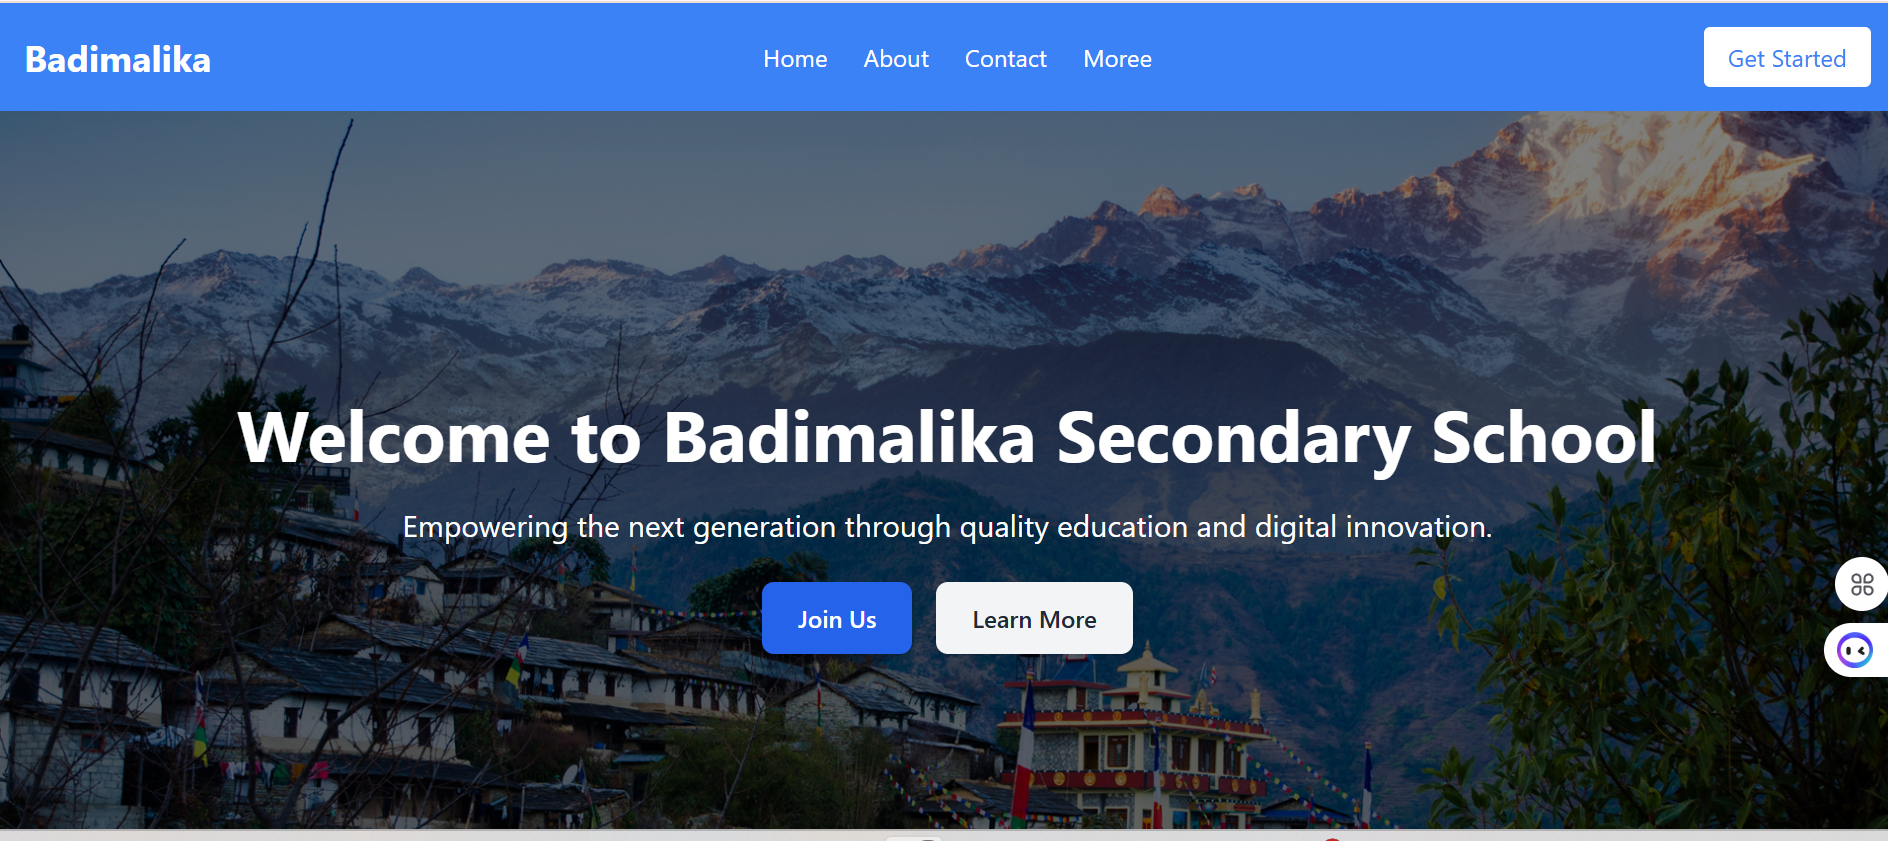 Badimalika
Home About Contact Moree
Get Started
Welcome to Badimalika Secondary School
Empowering the next generation through quality education and digital innovation.
Join Us Learn More